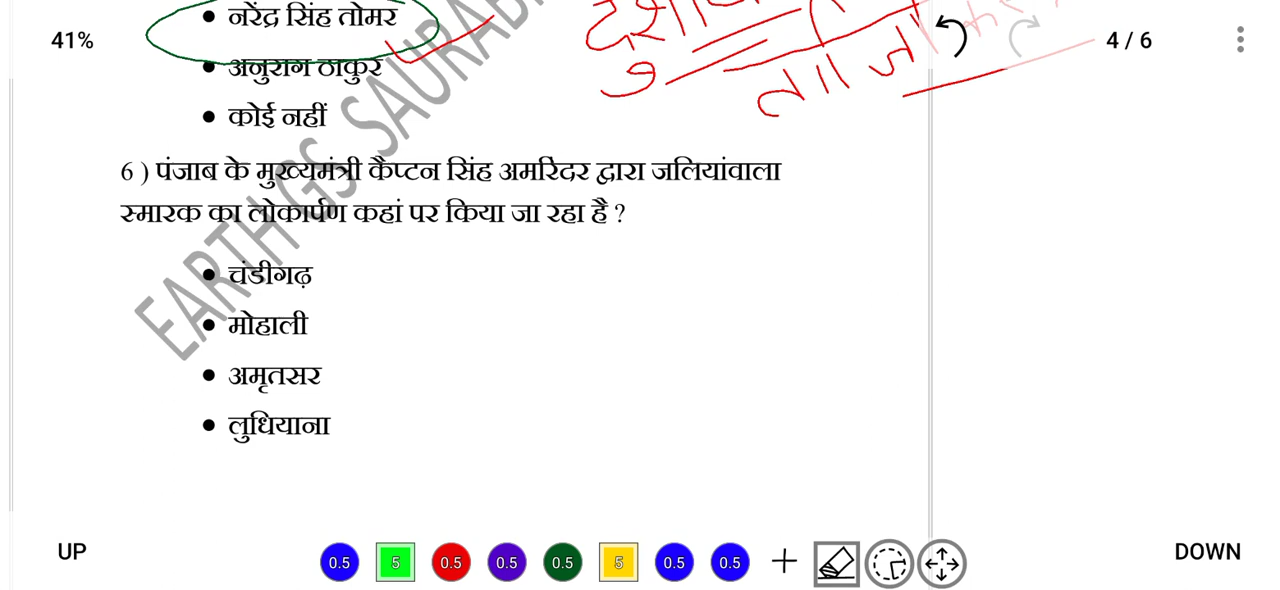 नरेंद्र सिंह तोमर
41%
4 / 6
अनुराग ठाकुर
कोई नहीं
6 ) पंजाब के मुख्यमंत्री कैप्टन सिंह अमरिंदर द्वारा जलियांवाला
स्मारक का लोकार्पण कहां पर किया जा रहा है ?
चंडीगढ़
मोहाली
अमृतसर
लुधियाना
EARTH GS SAURABH
UP
0.5 5 0.5 0.5 0.5 5 0.5 0.5
DOWN